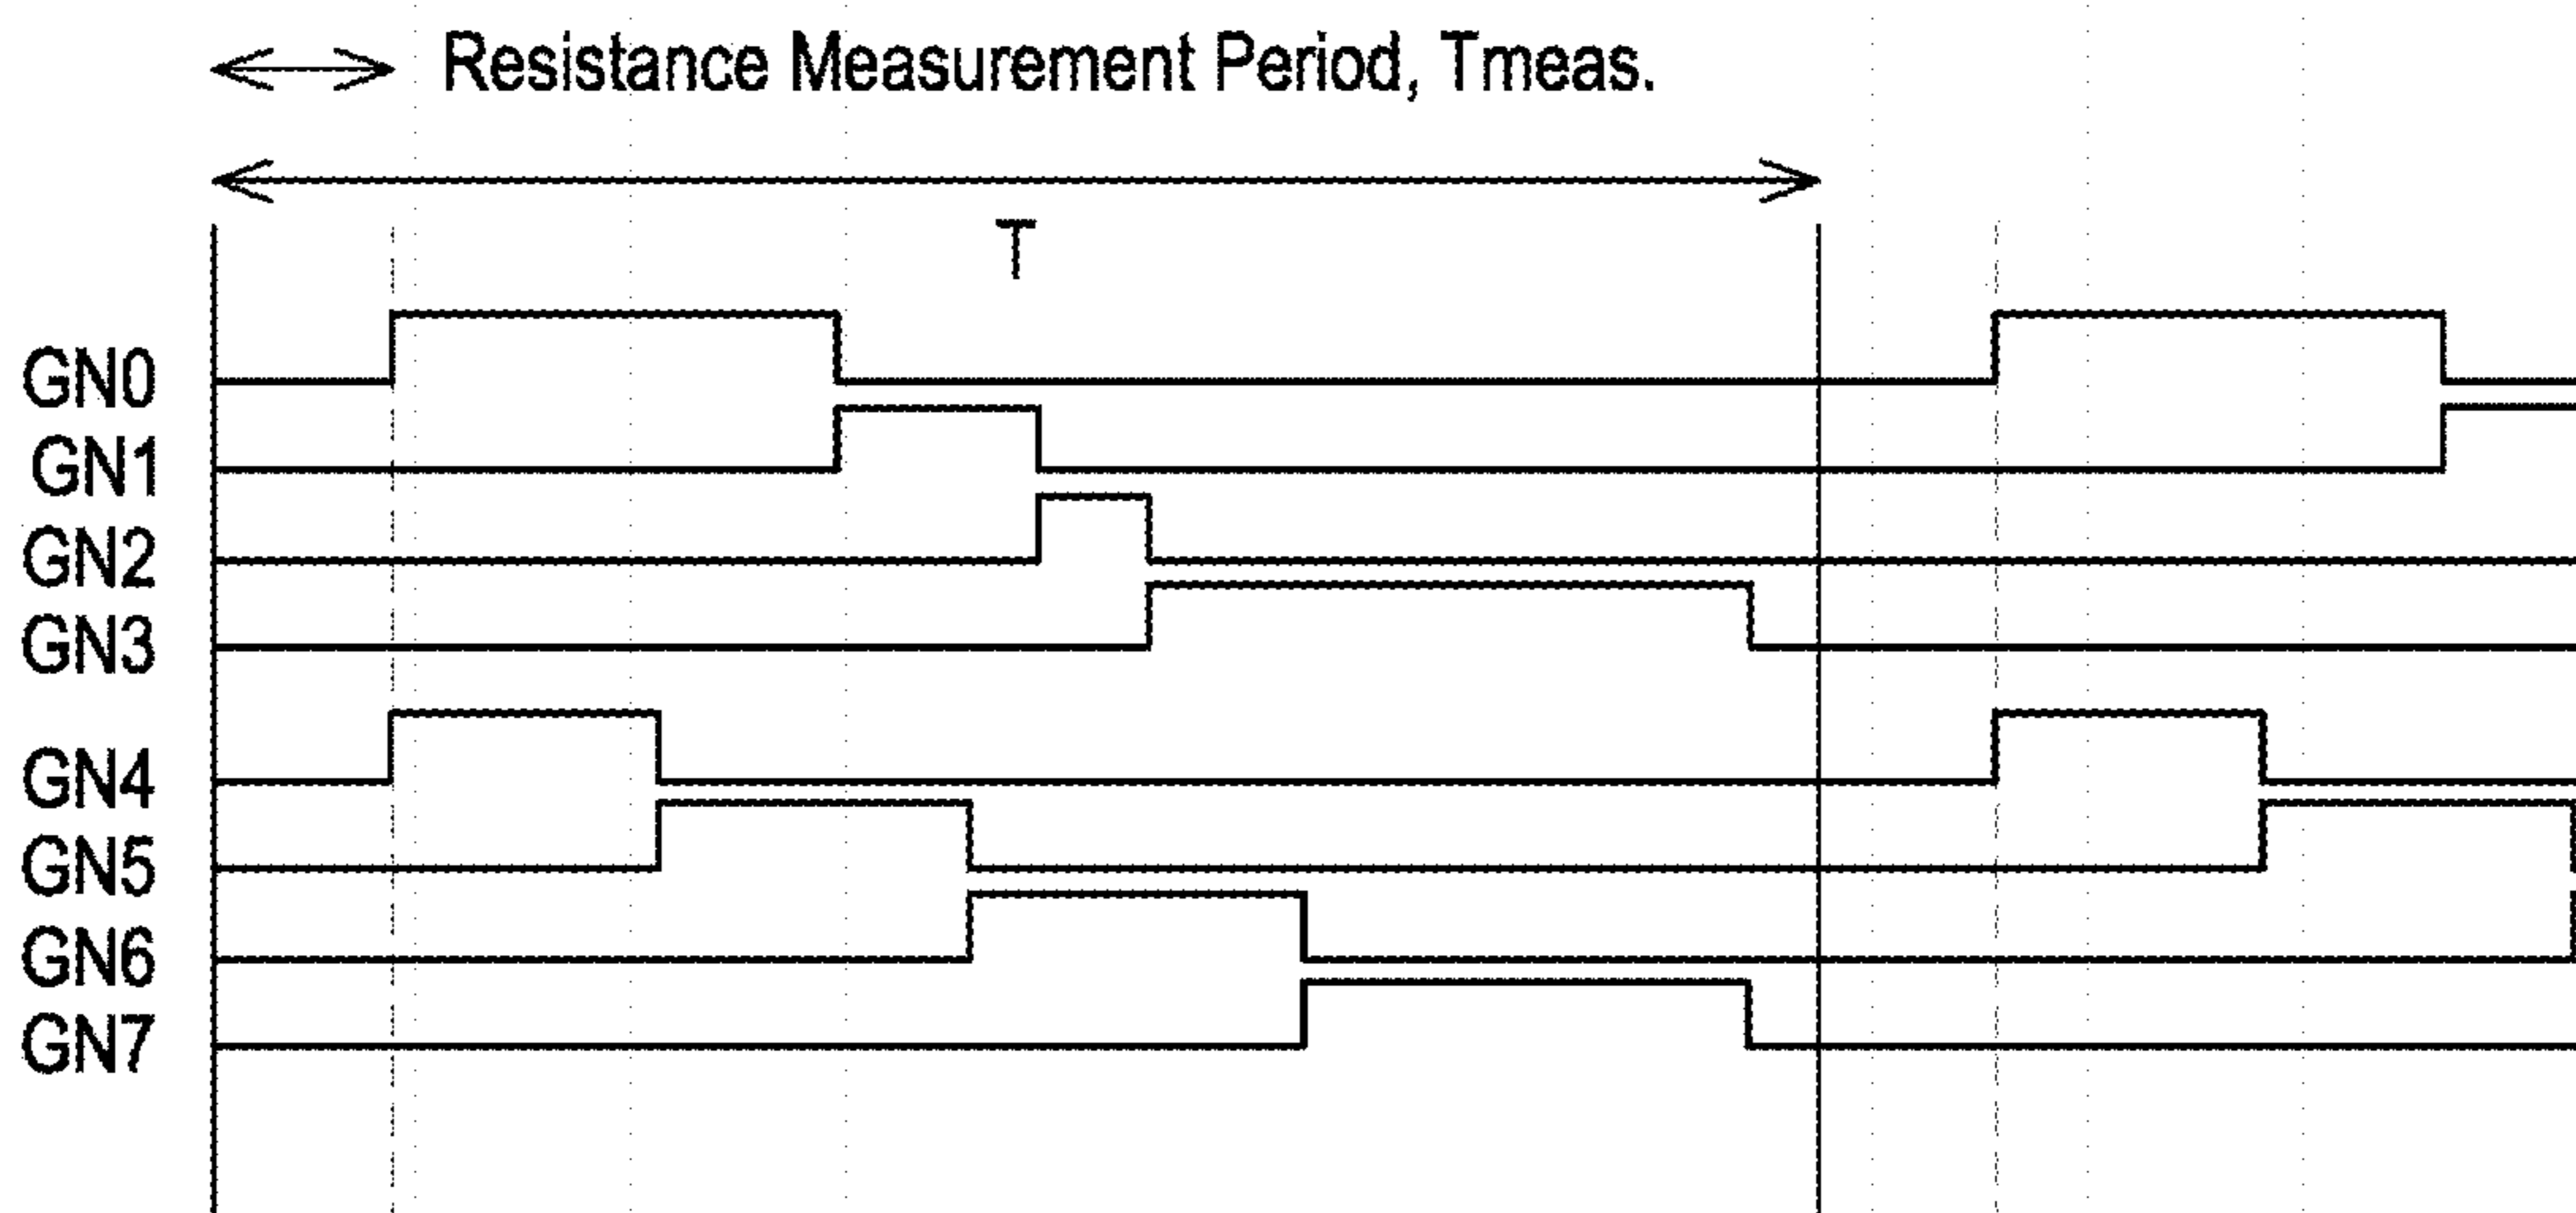 Resistance Measurement Period, Tmeas.
T
GN0
GN1
GN2
GN3
GN4
GN5
GN6
GN7